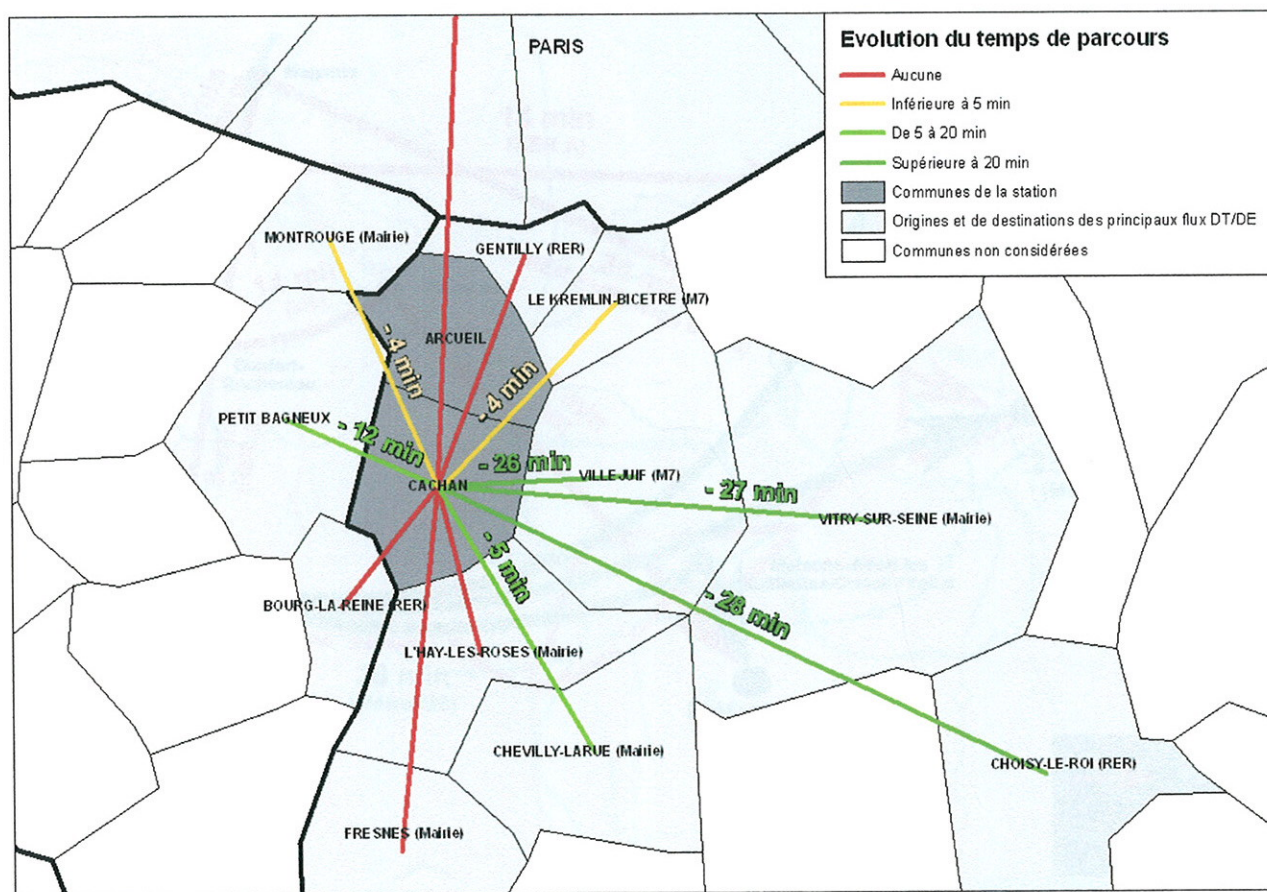 PARIS
Evolution du temps de parcours
Aucune
Inférieure à 5 min
De 5 à 20 min
Supérieure à 20 min
Communes de la station
Origines et de destinations des principaux flux DT/DE
Communes non considérées
MONTROUGE (Mairie)
GENTILLY (RER)
LE KREMLIN-BICETRE (M7)
ARCUEIL
- 4 min
- 4 min
PETIT BAGNEUX
- 12 min
- 26 min
VILLEJUIF (M7)
CACHAN
- 27 min
VITRY-SUR-SEINE (Mairie)
- 5 min
- 28 min
BOURG-LA-REINE (RER)
L'HAY-LES-ROSES (Mairie)
CHEVILLY-LARUE (Mairie)
CHOISY-LE-ROI (RER)
FRESNES (Mairie)